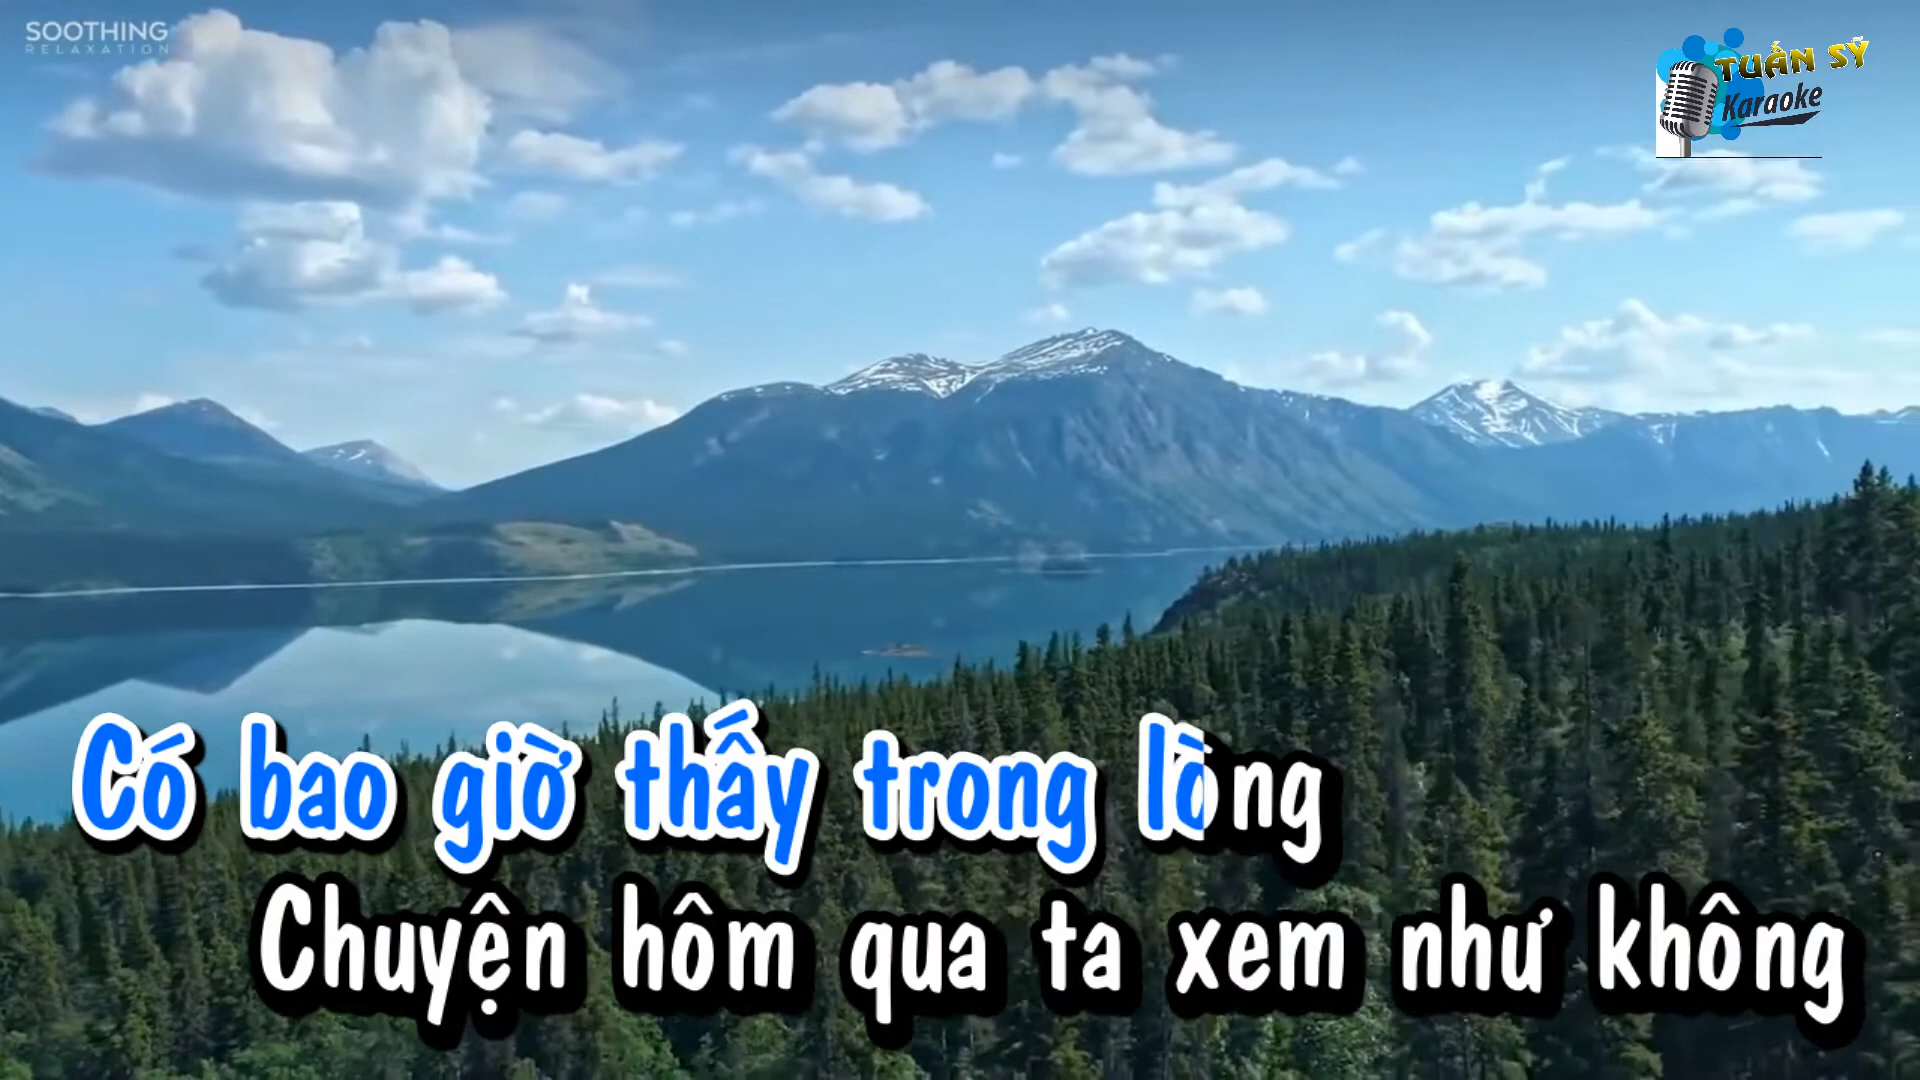 SOOTHING
RELAXATION
TUẤN SỸ
Karaoke
Có bao giờ thấy trong lòng
Chuyện hôm qua ta xem như không